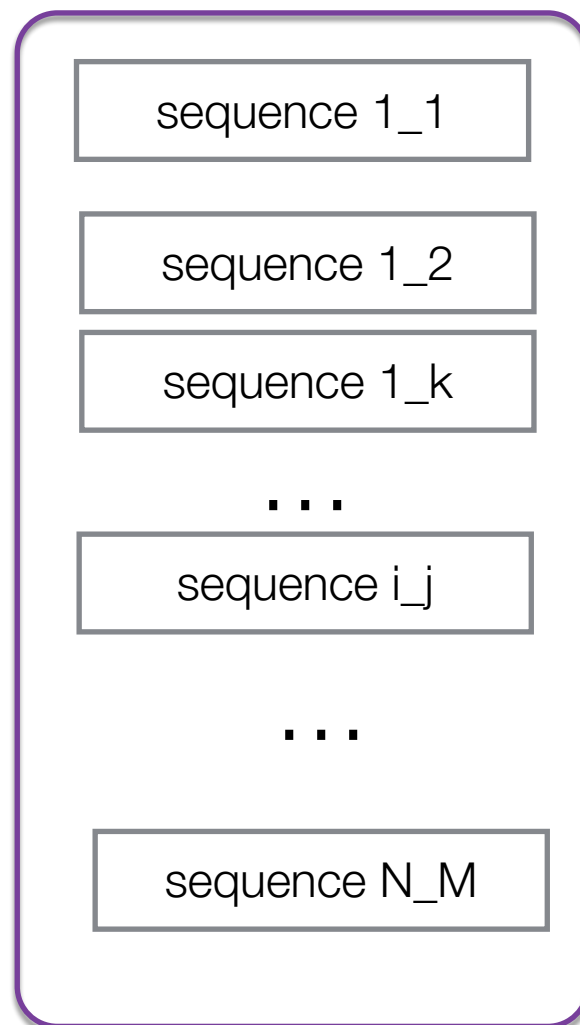 sequence 1_1
sequence 1_2
sequence 1_k
...
sequence i_j
...
sequence N_M